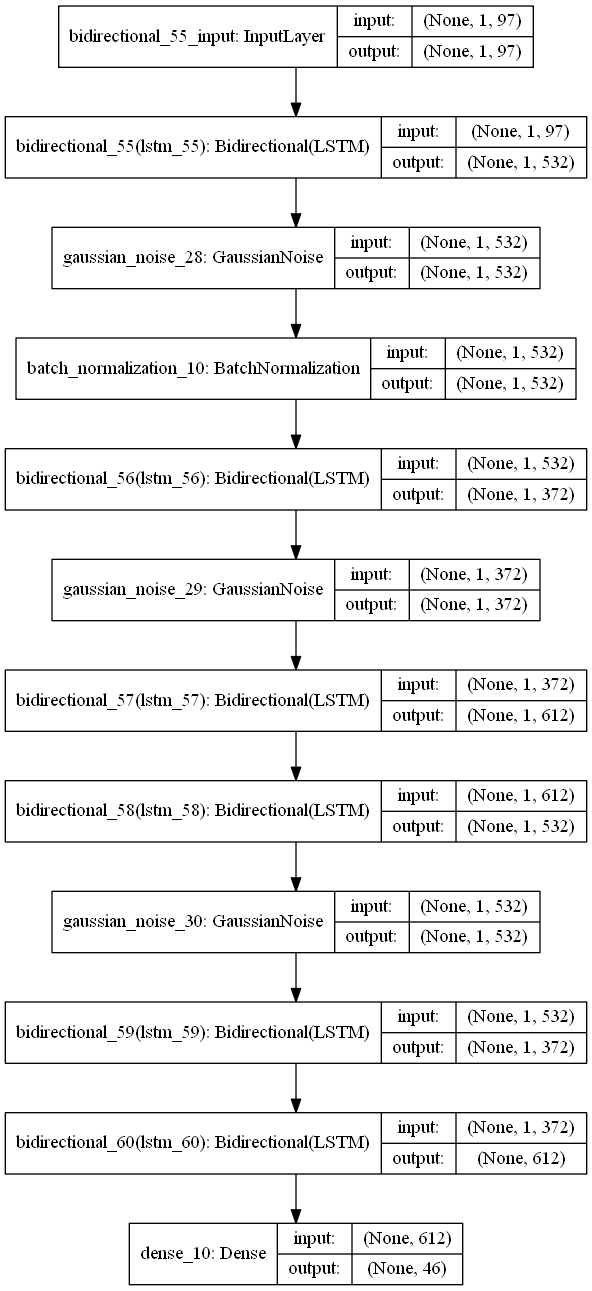 bidirectional_55_input: InputLayer
input: (None, 1, 97)
output: (None, 1, 97)
bidirectional_55(lstm_55): Bidirectional(LSTM)
input: (None, 1, 97)
output: (None, 1, 532)
gaussian_noise_28: GaussianNoise
input: (None, 1, 532)
output: (None, 1, 532)
batch_normalization_10: BatchNormalization
input: (None, 1, 532)
output: (None, 1, 532)
bidirectional_56(lstm_56): Bidirectional(LSTM)
input: (None, 1, 532)
output: (None, 1, 372)
gaussian_noise_29: GaussianNoise
input: (None, 1, 372)
output: (None, 1, 372)
bidirectional_57(lstm_57): Bidirectional(LSTM)
input: (None, 1, 372)
output: (None, 1, 612)
bidirectional_58(lstm_58): Bidirectional(LSTM)
input: (None, 1, 612)
output: (None, 1, 532)
gaussian_noise_30: GaussianNoise
input: (None, 1, 532)
output: (None, 1, 532)
bidirectional_59(lstm_59): Bidirectional(LSTM)
input: (None, 1, 532)
output: (None, 1, 372)
bidirectional_60(lstm_60): Bidirectional(LSTM)
input: (None, 1, 372)
output: (None, 612)
dense_10: Dense
input: (None, 612)
output: (None, 46)